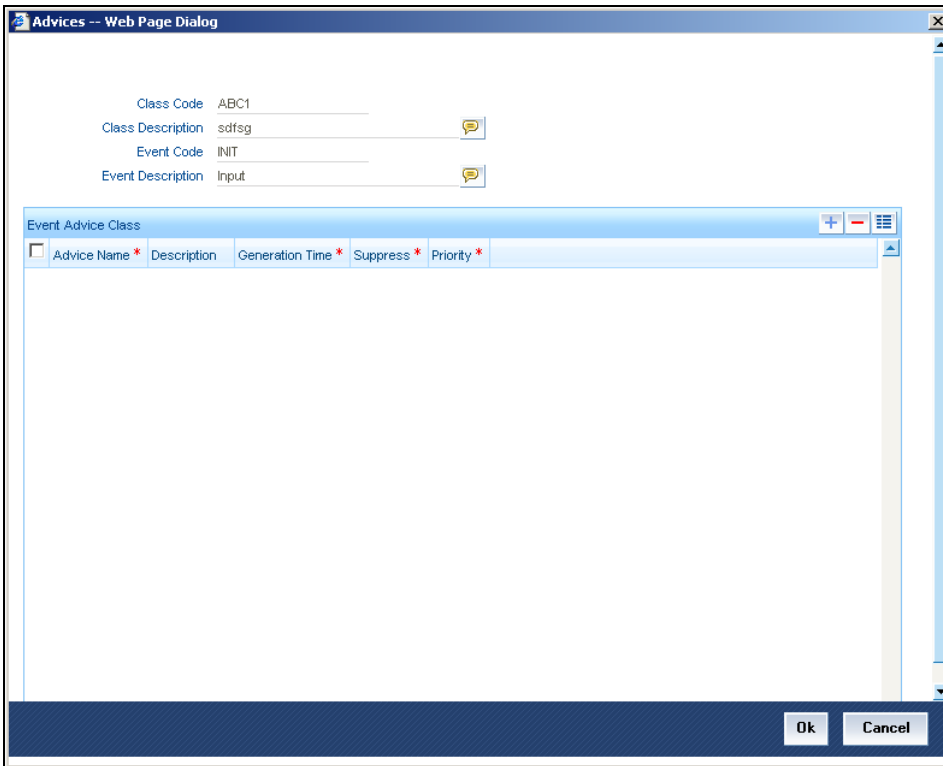 Advices -- Web Page Dialog
Class Code ABC1
Class Description sdfsg
Event Code INIT
Event Description Input
Event Advice Class
Advice Name * Description Generation Time * Suppress * Priority *
Ok Cancel